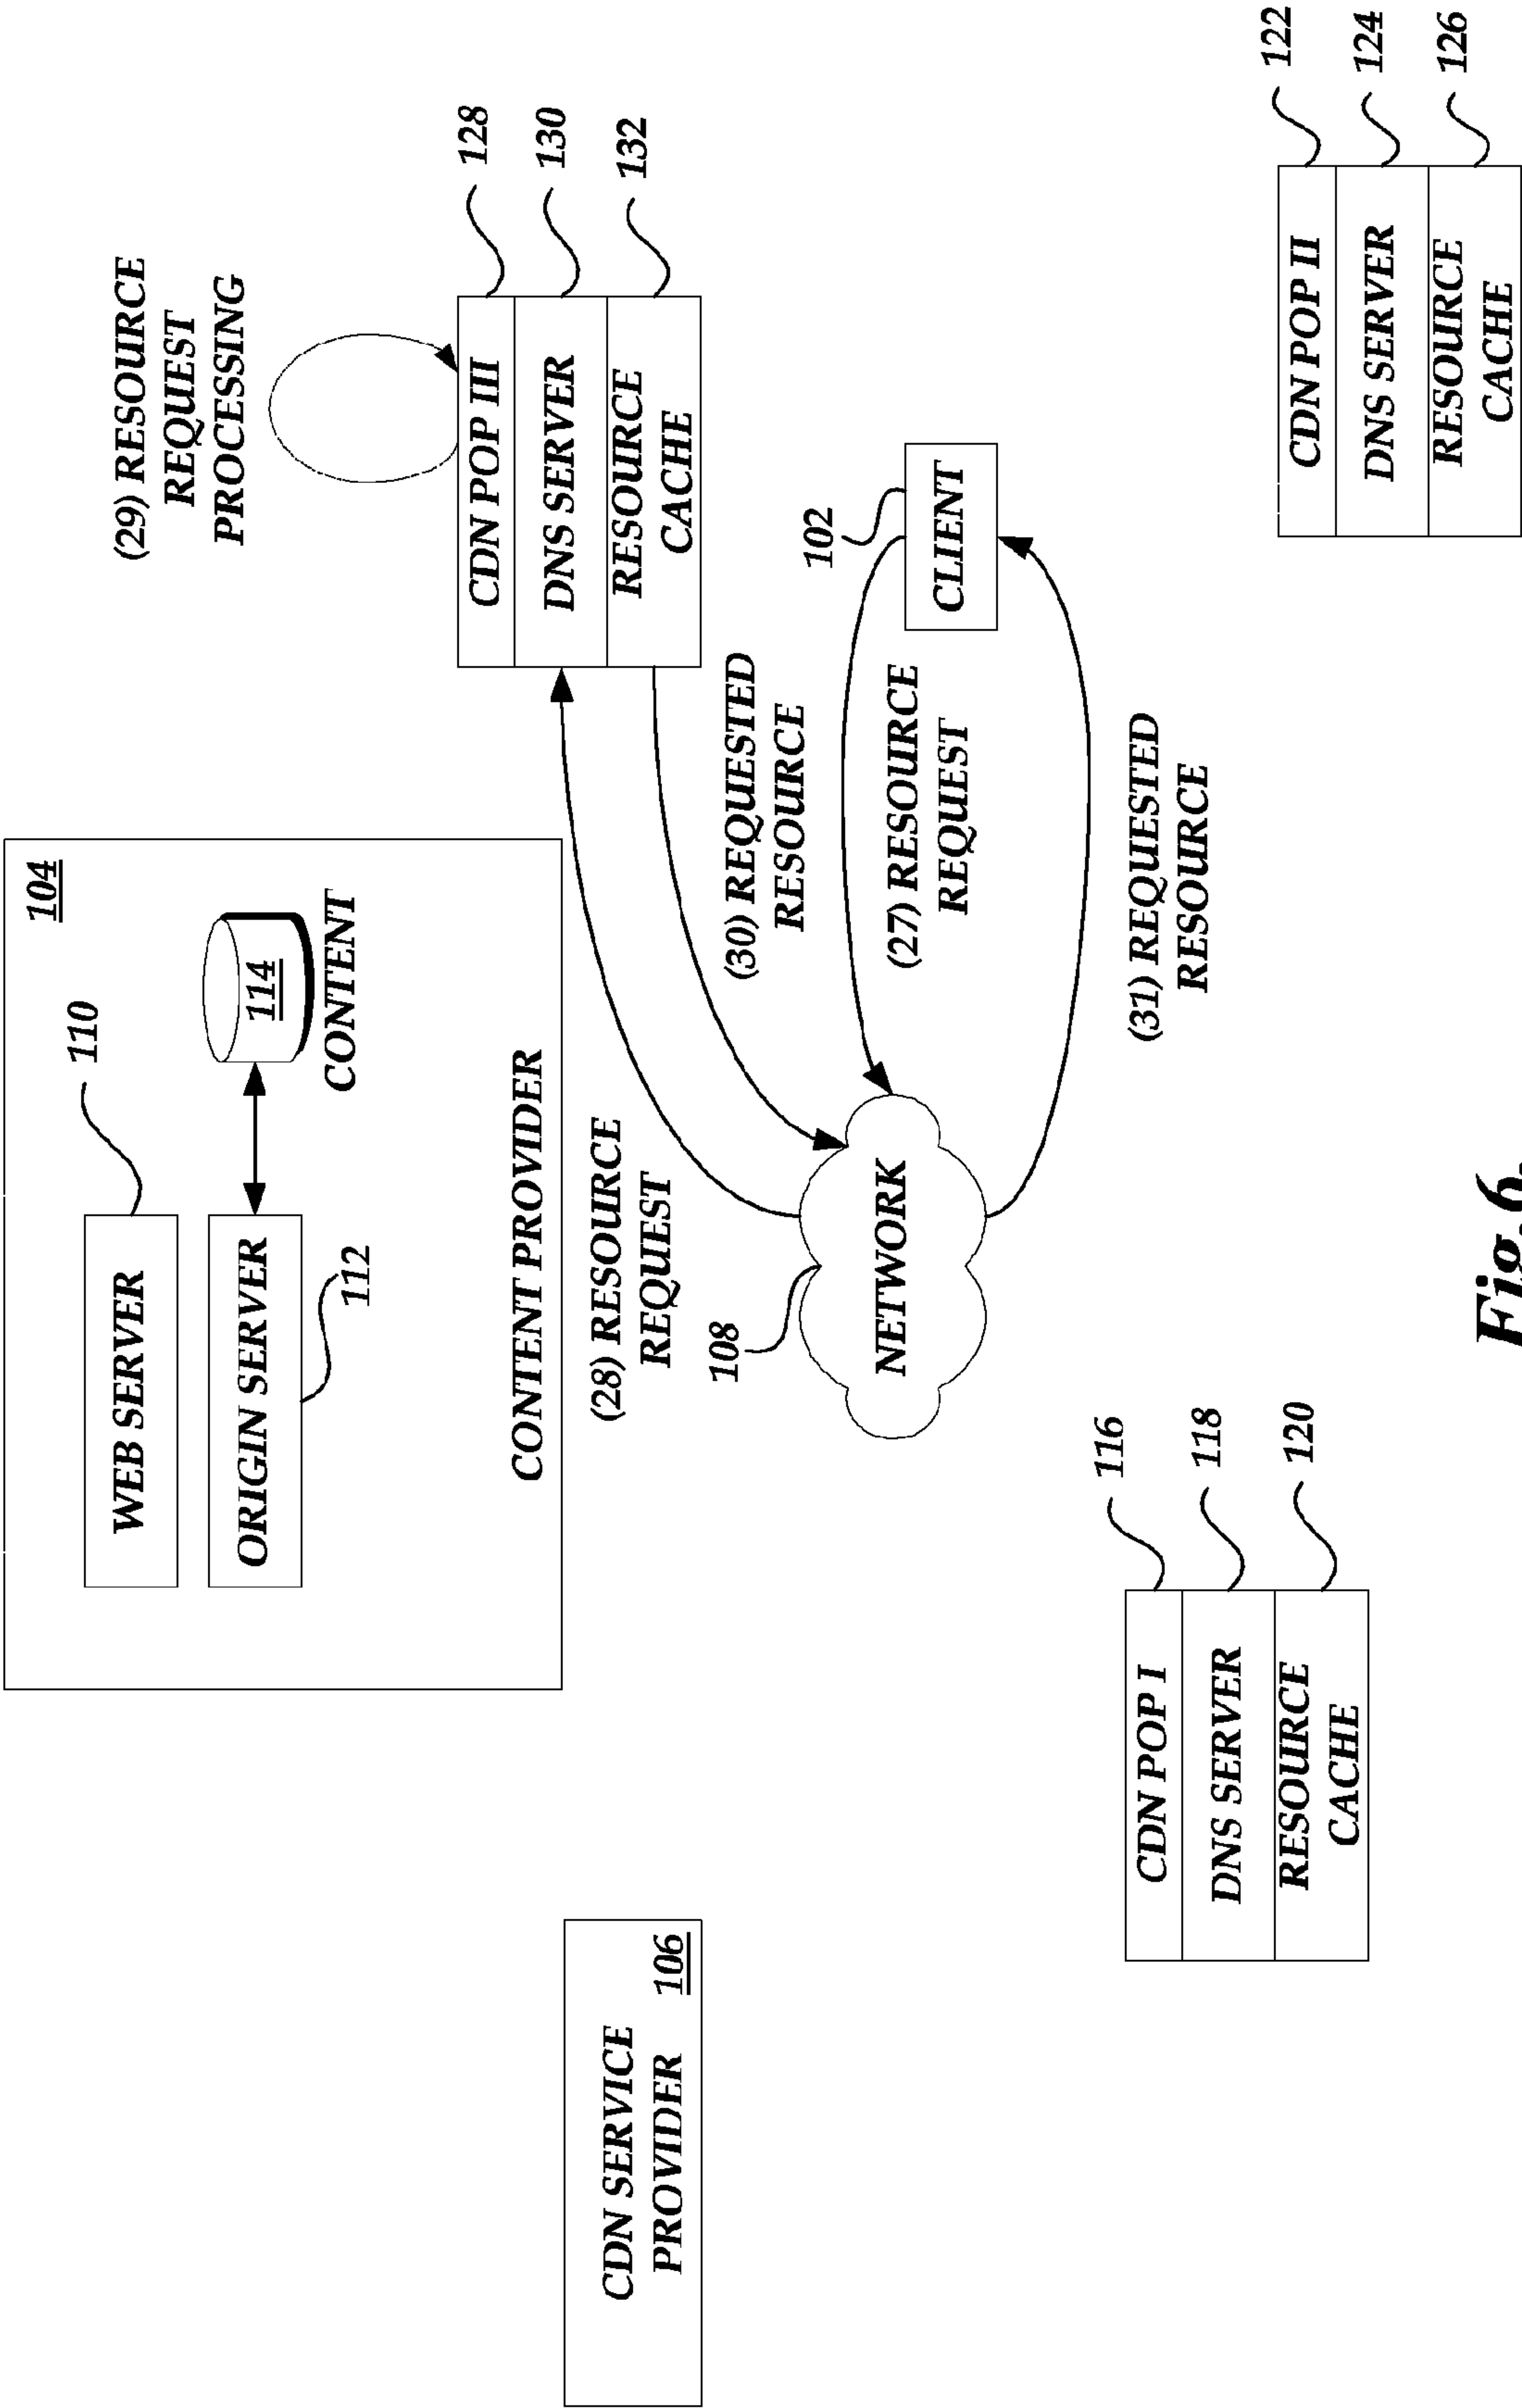 104
WEB SERVER
110
ORIGIN SERVER
112
114
CONTENT
CONTENT PROVIDER
(29) RESOURCE
REQUEST
PROCESSING
CDN POP III
128
DNS SERVER
130
RESOURCE
CACHE
132
CDN SERVICE
PROVIDER
106
(28) RESOURCE
REQUEST
(30) REQUESTED
RESOURCE
108
NETWORK
102
CLIENT
(27) RESOURCE
REQUEST
(31) REQUESTED
RESOURCE
CDN POP I
116
DNS SERVER
118
RESOURCE
CACHE
120
CDN POP II
122
DNS SERVER
124
RESOURCE
CACHE
126
Fig.6.